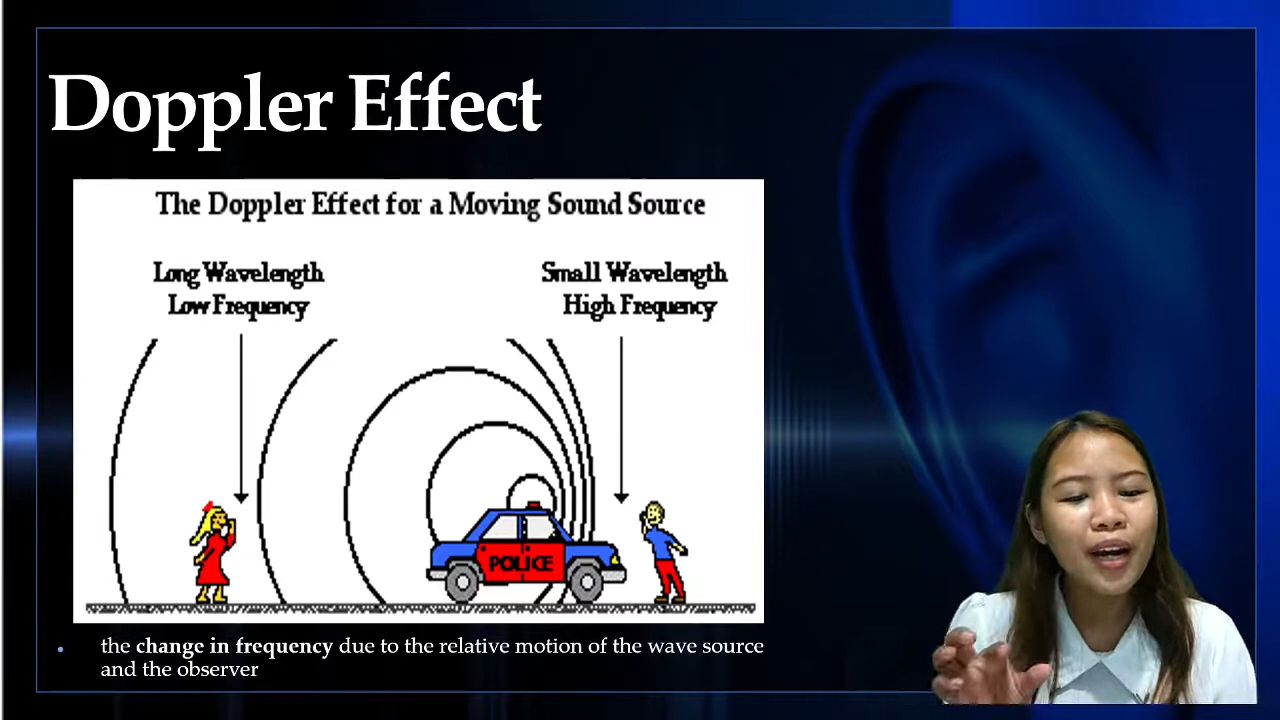 Doppler Effect
The Doppler Effect for a Moving Sound Source
Long Wavelength
Low Frequency
Small Wavelength
High Frequency
POLICE
• the change in frequency due to the relative motion of the wave source
and the observer